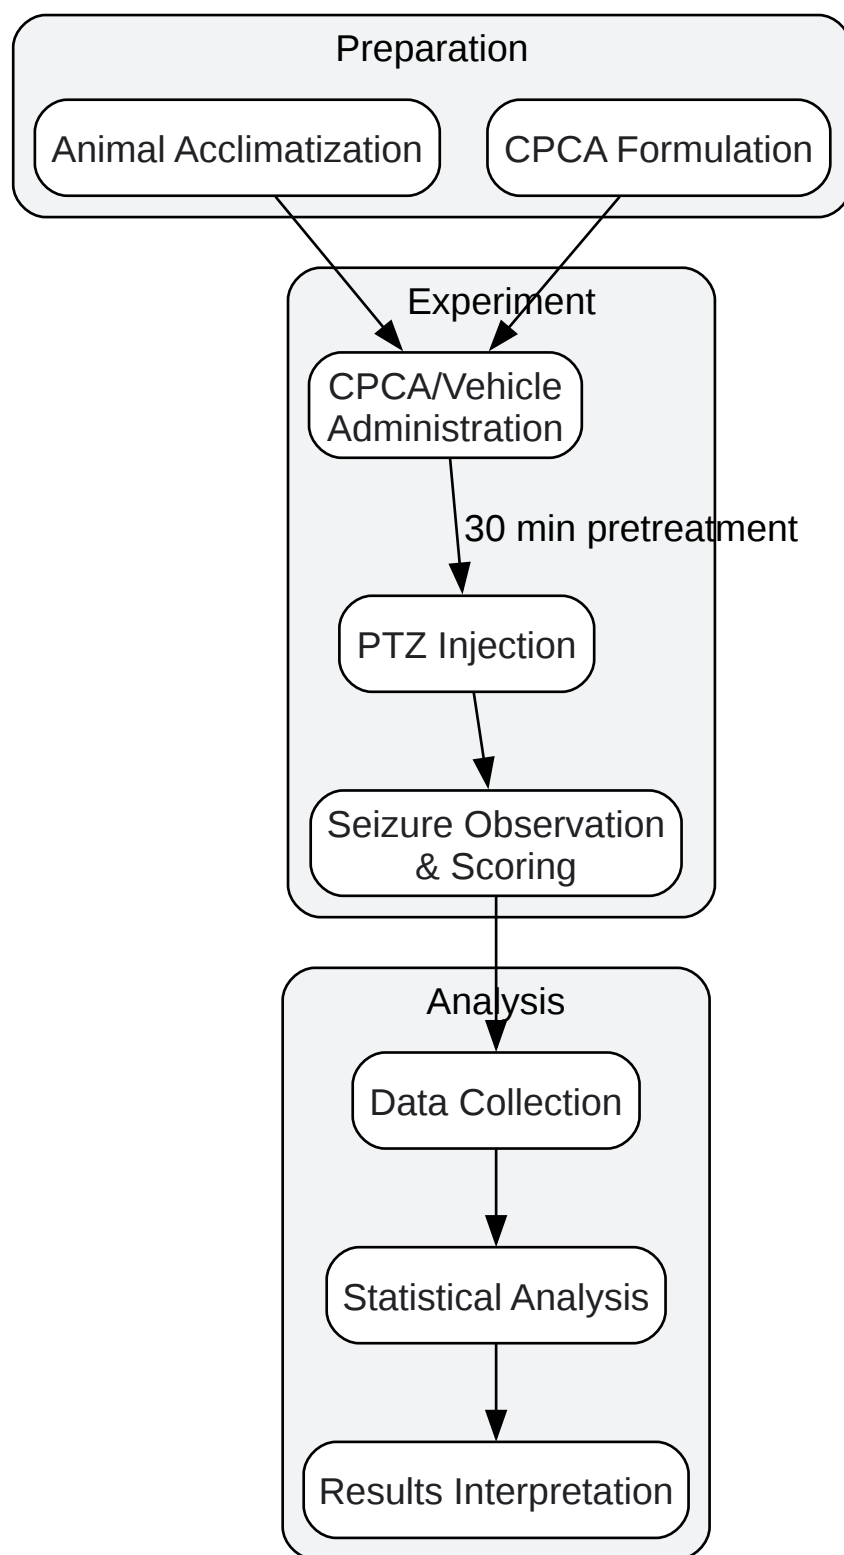 Preparation
Animal Acclimatization
CPCA Formulation
Experiment
CPCA/Vehicle
Administration
30 min pretreatment
PTZ Injection
Seizure Observation
& Scoring
Analysis
Data Collection
Statistical Analysis
Results Interpretation